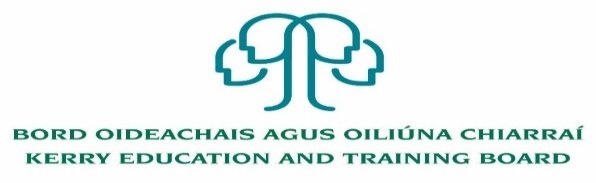 BORD OIDEACHAIS AGUS OILIÚNA CHIARRAÍ
KERRY EDUCATION AND TRAINING BOARD